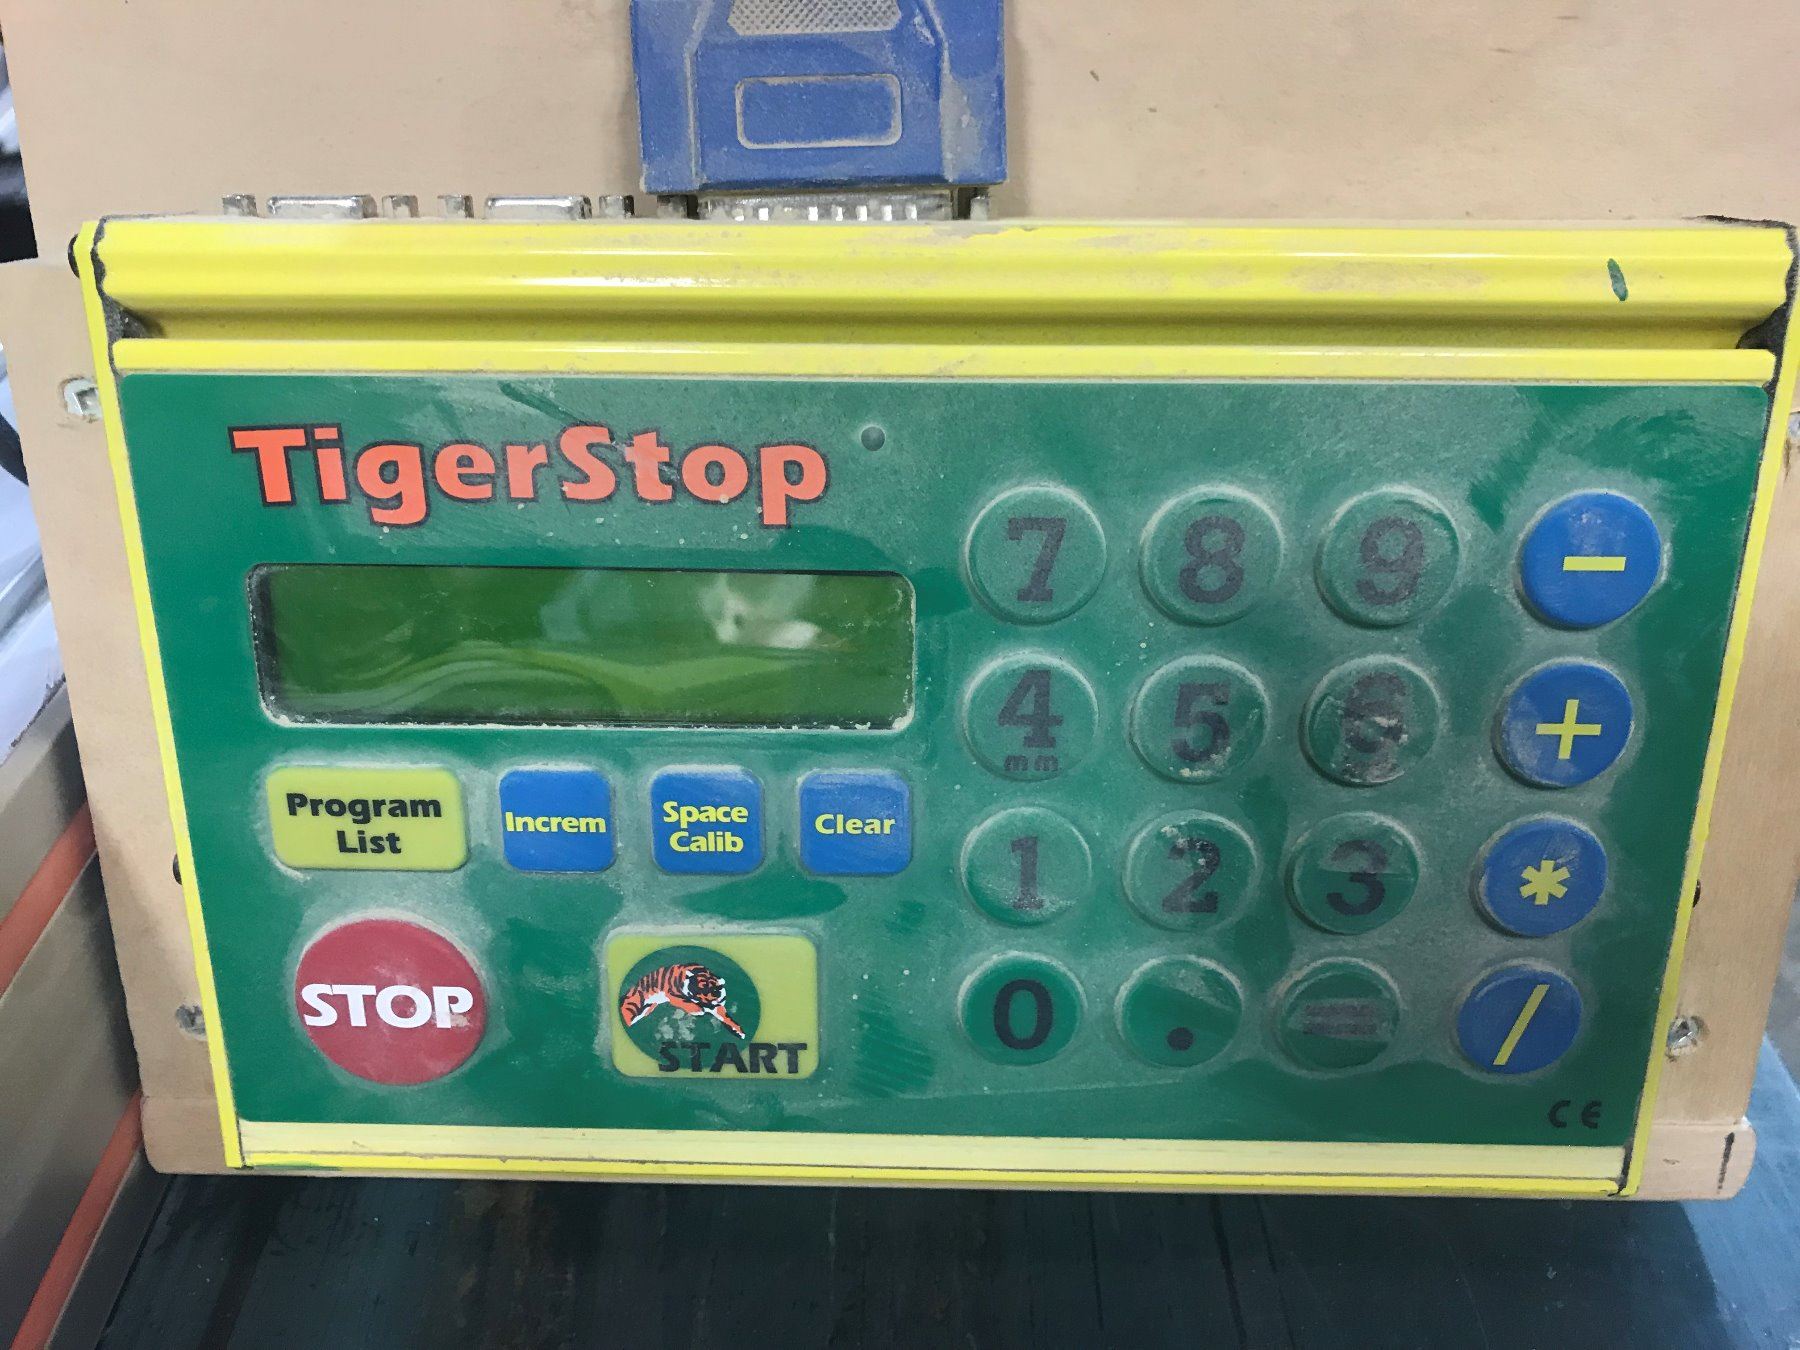 TigerStop
7 8 9 -
4 5 6 +
mm
Program
List
Increm
Space
Calib
Clear
1 2 3 *
STOP
START
0 . = /
CE